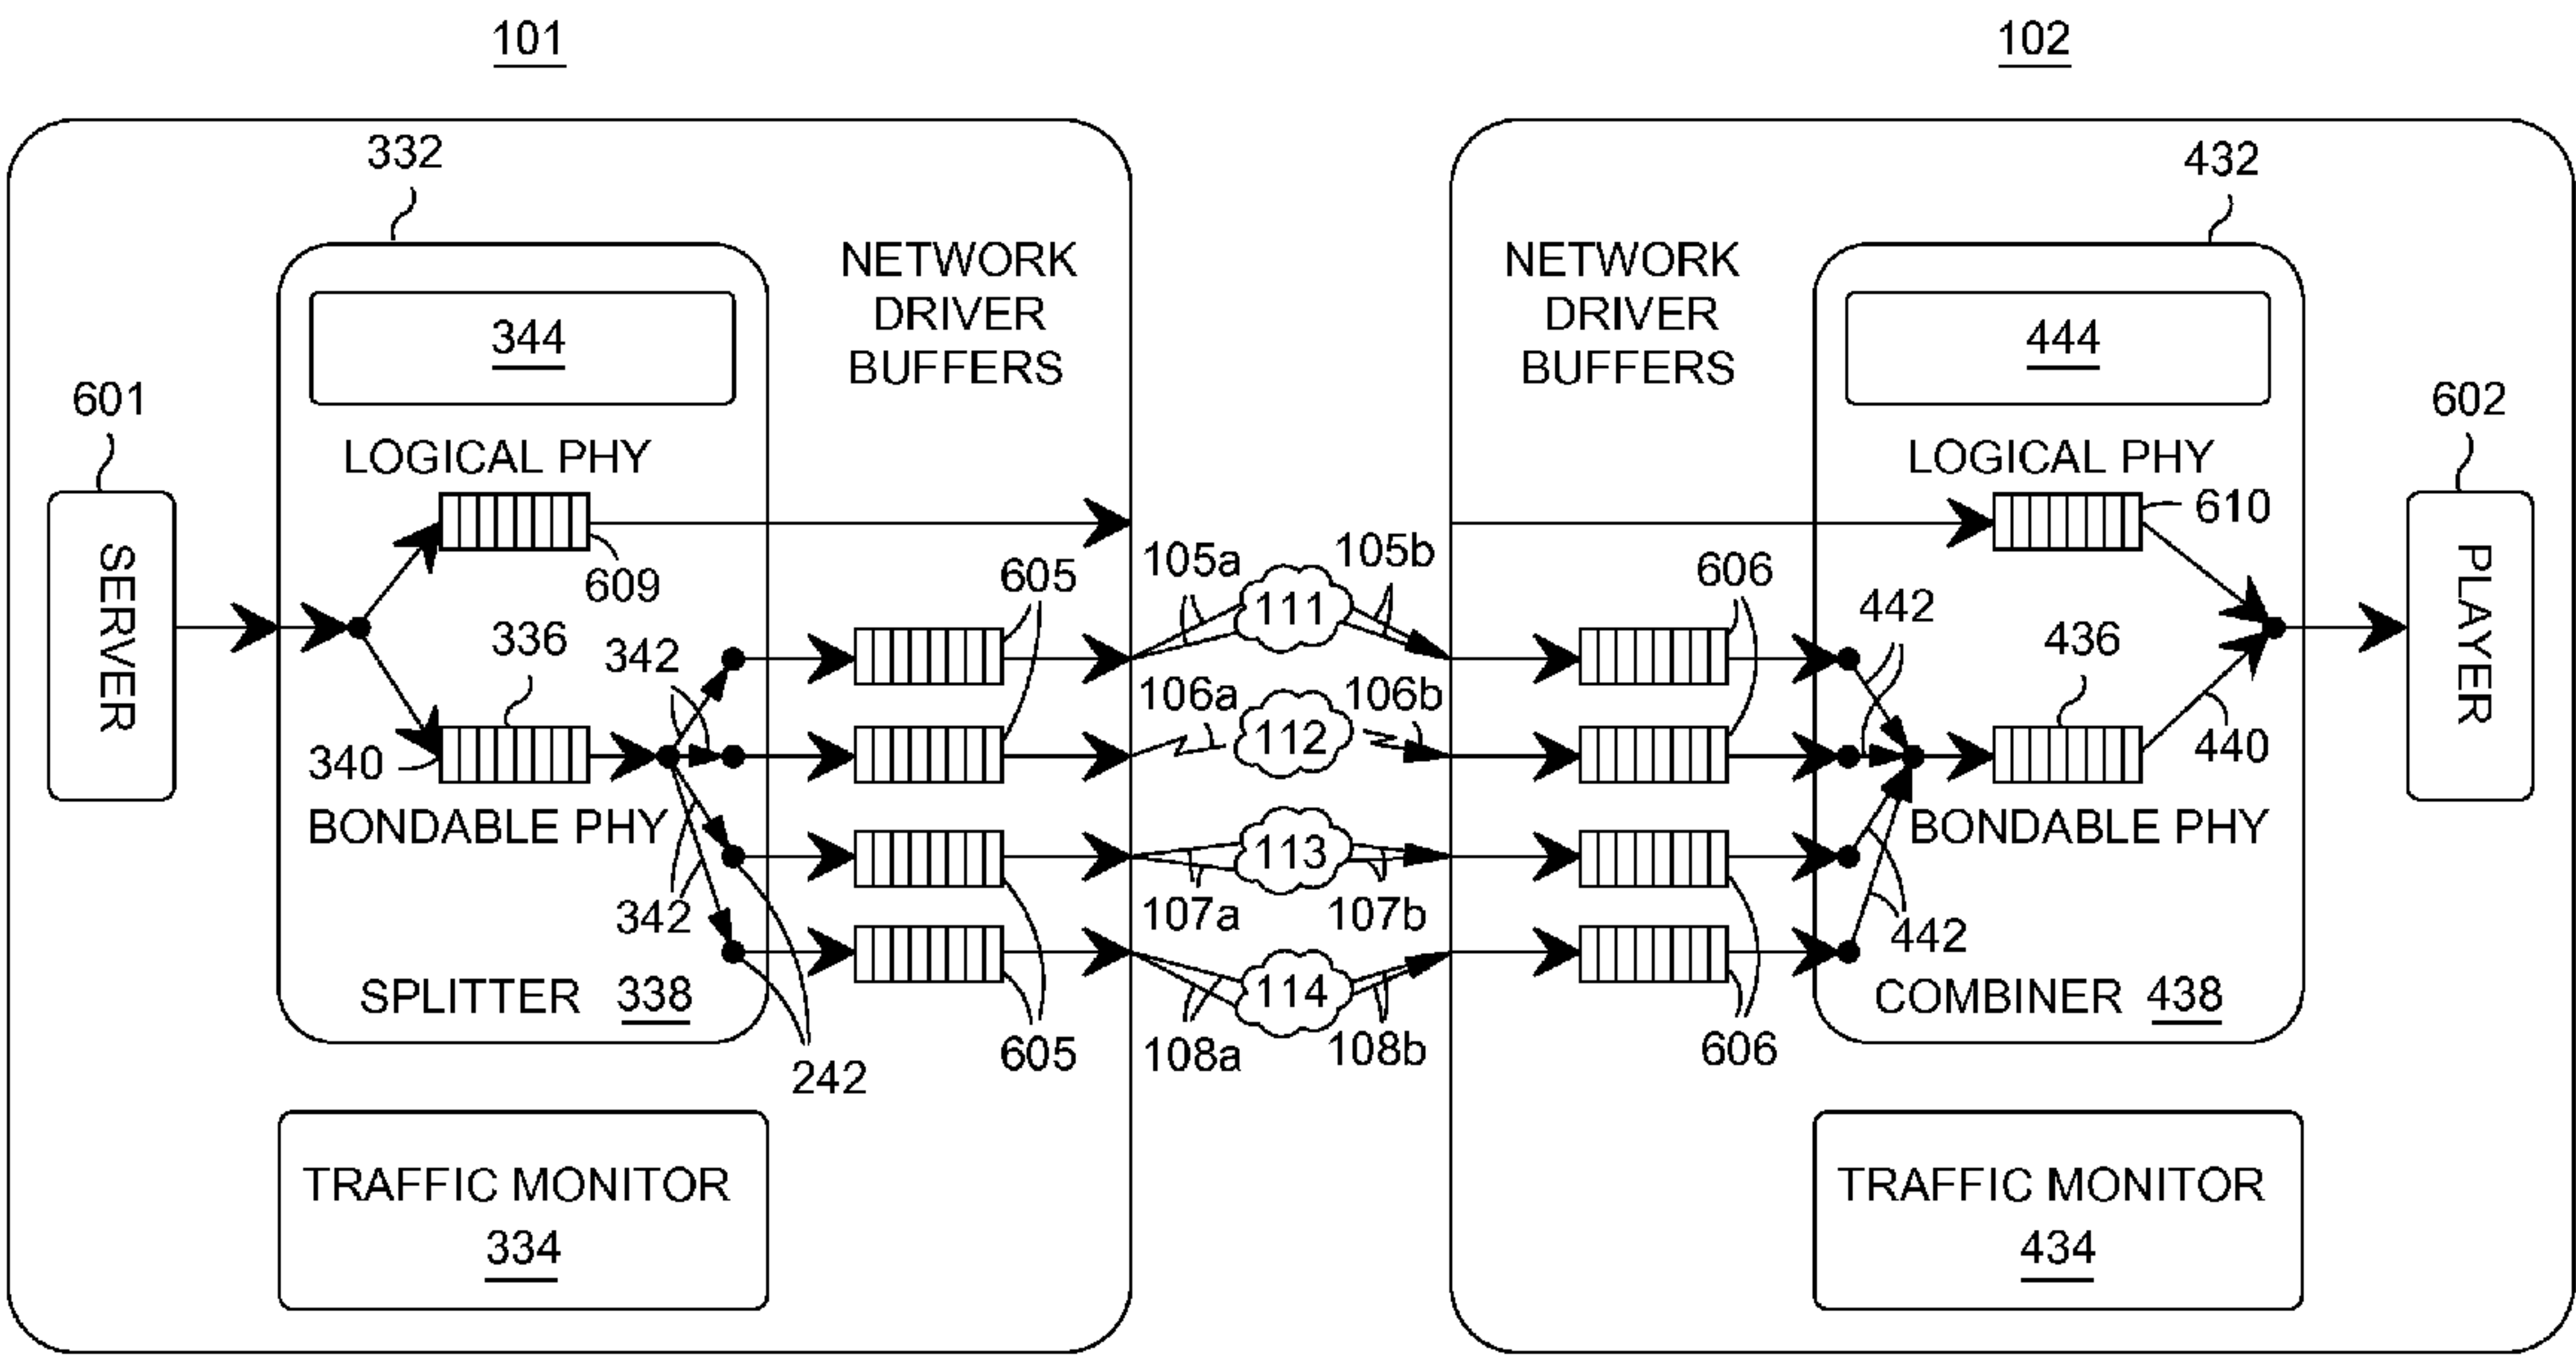 101
102
332
432
NETWORK
DRIVER
BUFFERS
NETWORK
DRIVER
BUFFERS
344
444
601
602
LOGICAL PHY
LOGICAL PHY
610
609
SERVER
PLAYER
605
105a
105b
111
606
442
336
342
436
106a
106b
112
340
440
BONDABLE PHY
BONDABLE PHY
113
342
107a
107b
442
SPLITTER 338
114
COMBINER 438
605
108a
108b
606
242
TRAFFIC MONITOR
334
TRAFFIC MONITOR
434